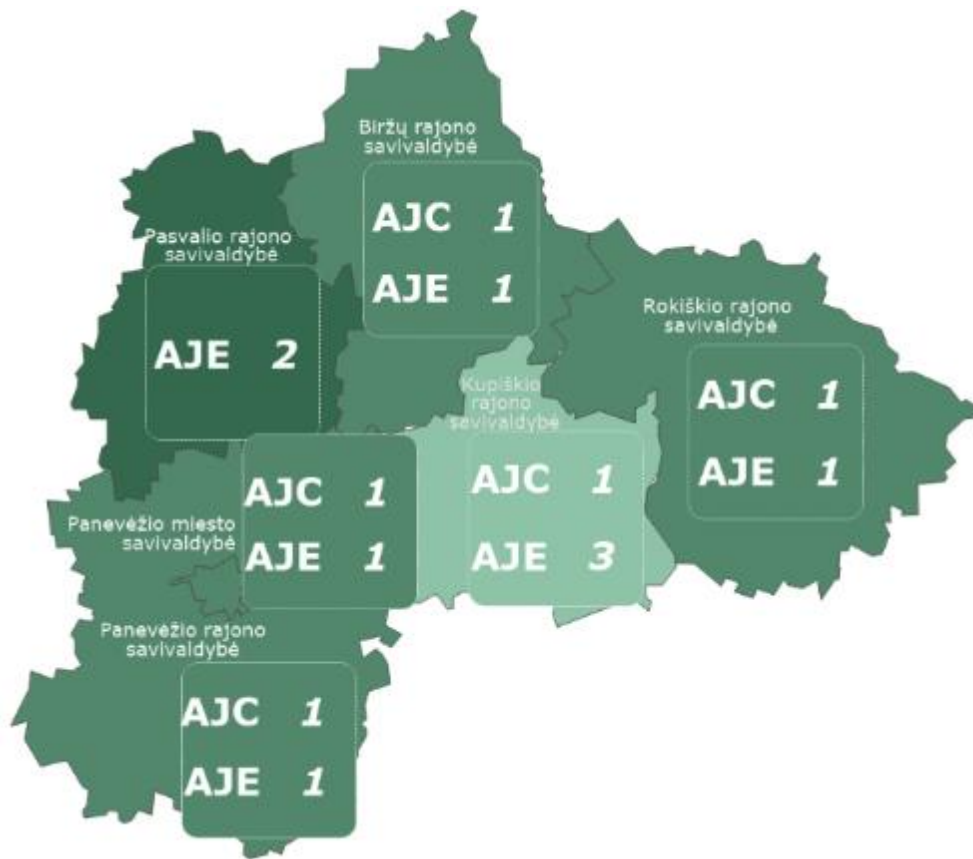 Biržų rajono
savivaldybė
AJC 1
AJE 1
Pasvalio rajono
savivaldybė
AJE 2
Rokiškio rajono
savivaldybė
AJC 1
AJE 1
Kupiškio
rajono
savivaldybė
AJC 1
AJE 3
Panevėžio miesto
savivaldybė
AJC 1
AJE 1
Panevėžio rajono
savivaldybė
AJC 1
AJE 1